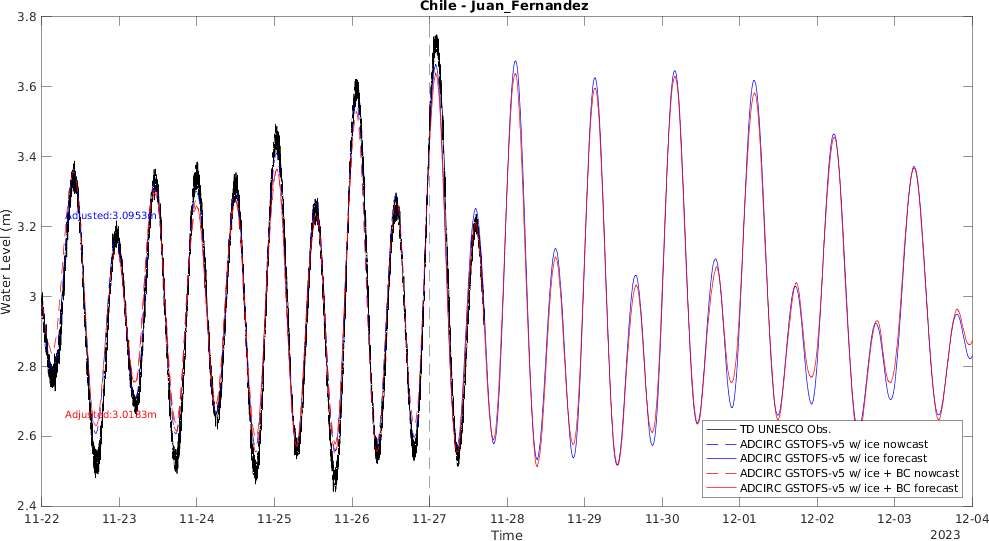 Chile - Juan_Fernandez
Water Level (m)
3.8
3.6
3.4
3.2
3
2.8
2.6
2.4
Adjusted:3.0953m
Adjusted:3.0183m
TD UNESCO Obs.
ADCIRC GSTOFS-v5 w/ ice nowcast
ADCIRC GSTOFS-v5 w/ ice forecast
ADCIRC GSTOFS-v5 w/ ice + BC nowcast
ADCIRC GSTOFS-v5 w/ ice + BC forecast
11-22 11-23 11-24 11-25 11-26 11-27 11-28 11-29 11-30 12-01 12-02 12-03 12-04
Time
2023